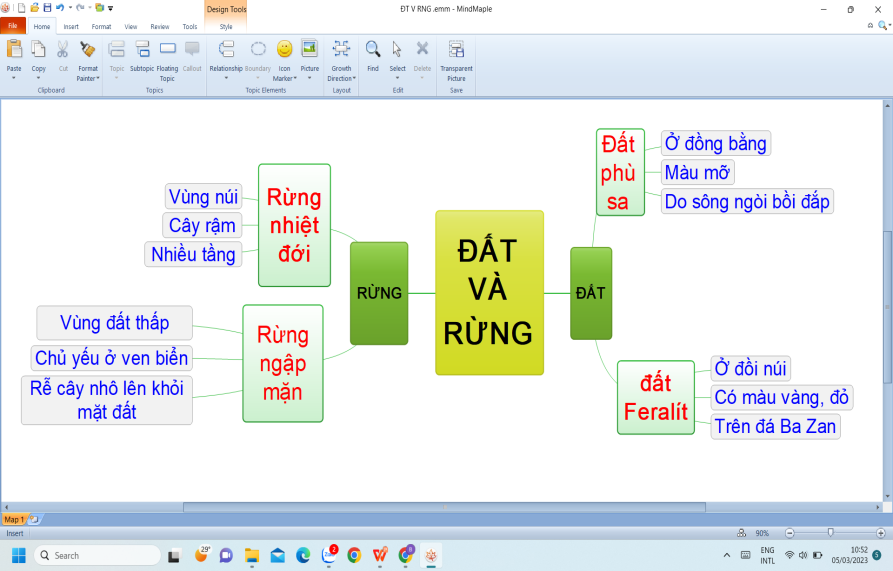 Design Tools
ĐT V RNG .emm - MindMaple
File Home Insert Format View Review Tools Style
Paste Copy Cut Format Painter
Topic Subtopic Floating Topic Callout
Relationship Boundary Icon Marker Picture
Growth Direction
Find Select Delete
Transparent Picture
Clipboard Topics Topic Elements Layout Edit Save
ĐẤT
VÀ
RỪNG
RỪNG
Rừng
nhiệt
đới
Vùng núi
Cây rậm
Nhiều tầng
Rừng
ngập
mặn
Vùng đất thấp
Chủ yếu ở ven biển
Rễ cây nhô lên khỏi
mặt đất
ĐẤT
Đất
phù
sa
Ở đồng bằng
Màu mỡ
Do sông ngòi bồi đắp
đất
Feralít
Ở đồi núi
Có màu vàng, đỏ
Trên đá Ba Zan
Map 1
Insert
90%
29°
Search
Zalo
2
ENG
INTL
10:52
05/03/2023
5